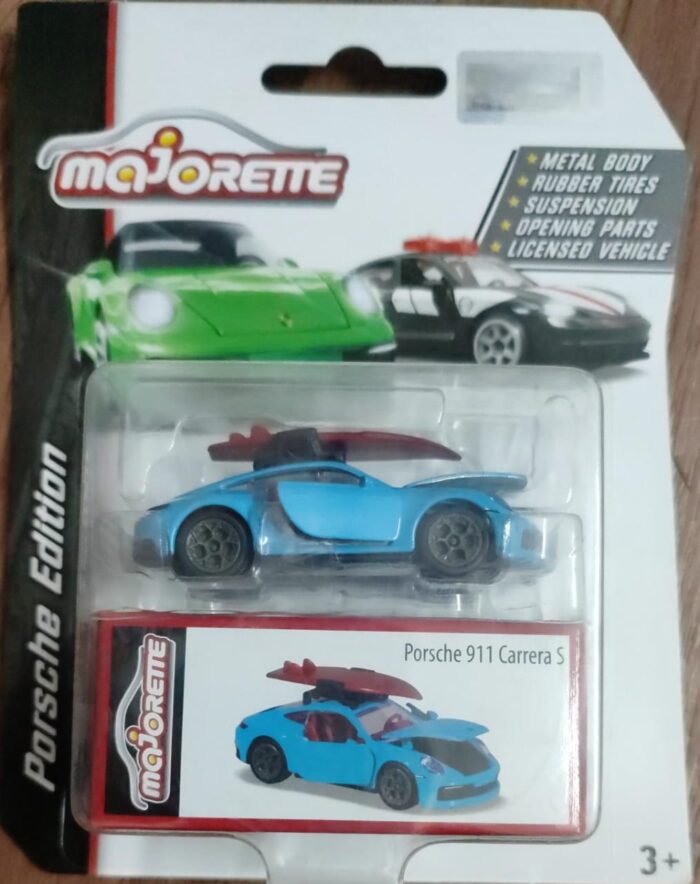 majorette
METAL BODY
RUBBER TIRES
SUSPENSION
OPENING PARTS
LICENSED VEHICLE
Porsche Edition
Porsche 911 Carrera S
majorette
3+